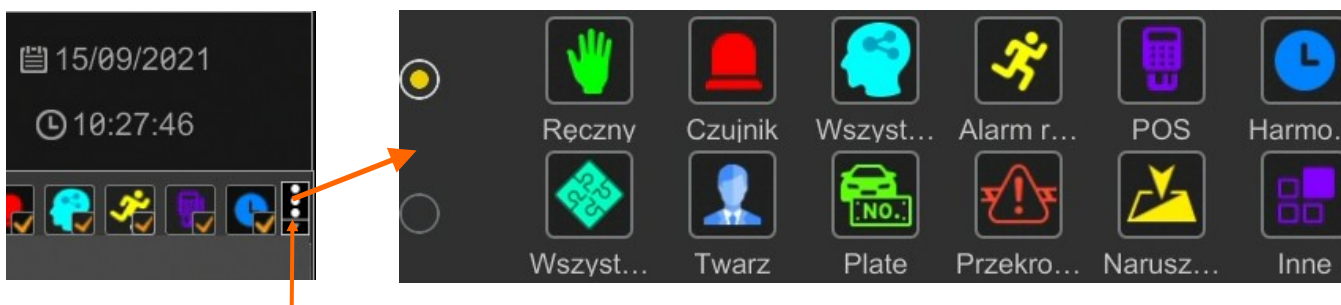 15/09/2021
10:27:46
Ręczny Czujnik Wszyst... Alarm r... POS Harmo.
NO.
Wszyst... Twarz Plate Przekro... Narusz... Inne